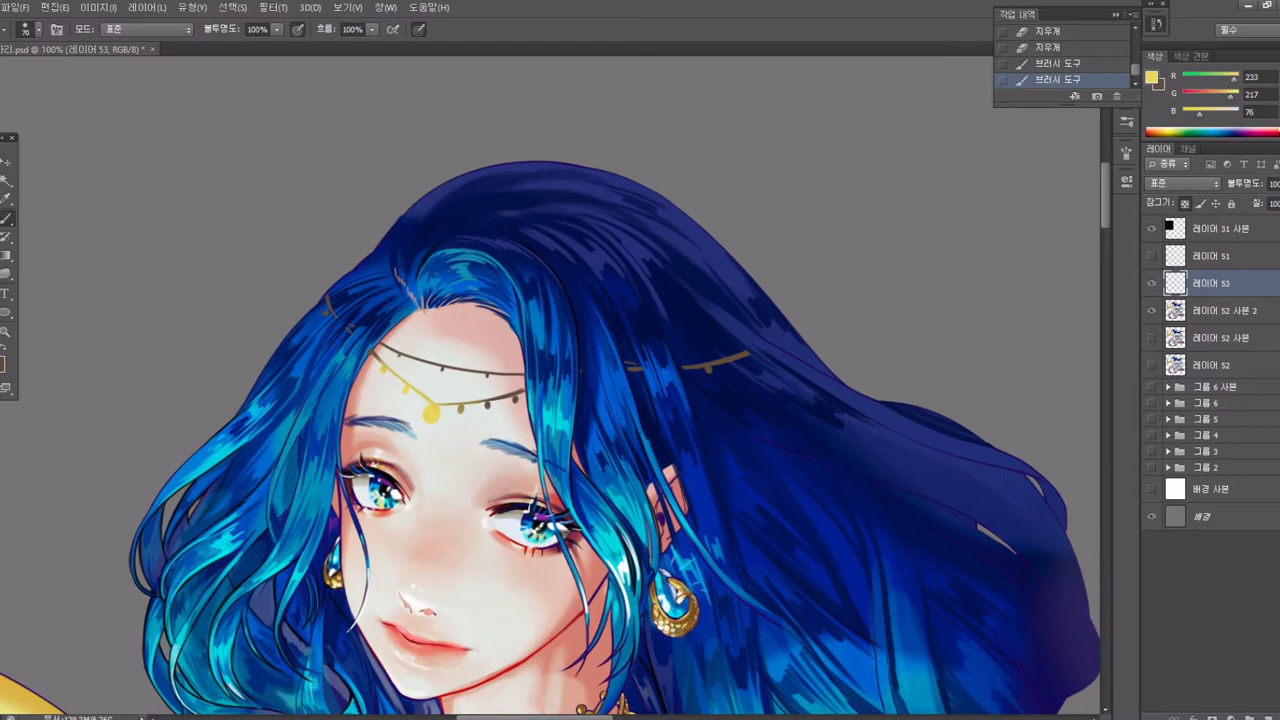 파일(F) 편집(E) 이미지(I) 레이어(L) 유형(Y) 선택(S) 필터(T) 3D(D) 보기(V) 창(W) 도움말(H)
70 모드: 표준 불투명도: 100% 흐름: 100% 필수
리.psd @ 100% (레이어 53, RGB/8) * ×
작업 내역
지우개
지우개
브러시 도구
브러시 도구
색상 색상 견본
R 233
G 217
B 76
레이어 채널
종류
표준 불투명도: 100
잠그기: 칠: 100
레이어 31 사본
레이어 51
레이어 53
레이어 52 사본 2
레이어 52 사본
레이어 52
그룹 6 사본
그룹 6
그룹 5
그룹 4
그룹 3
그룹 2
배경 사본
배경